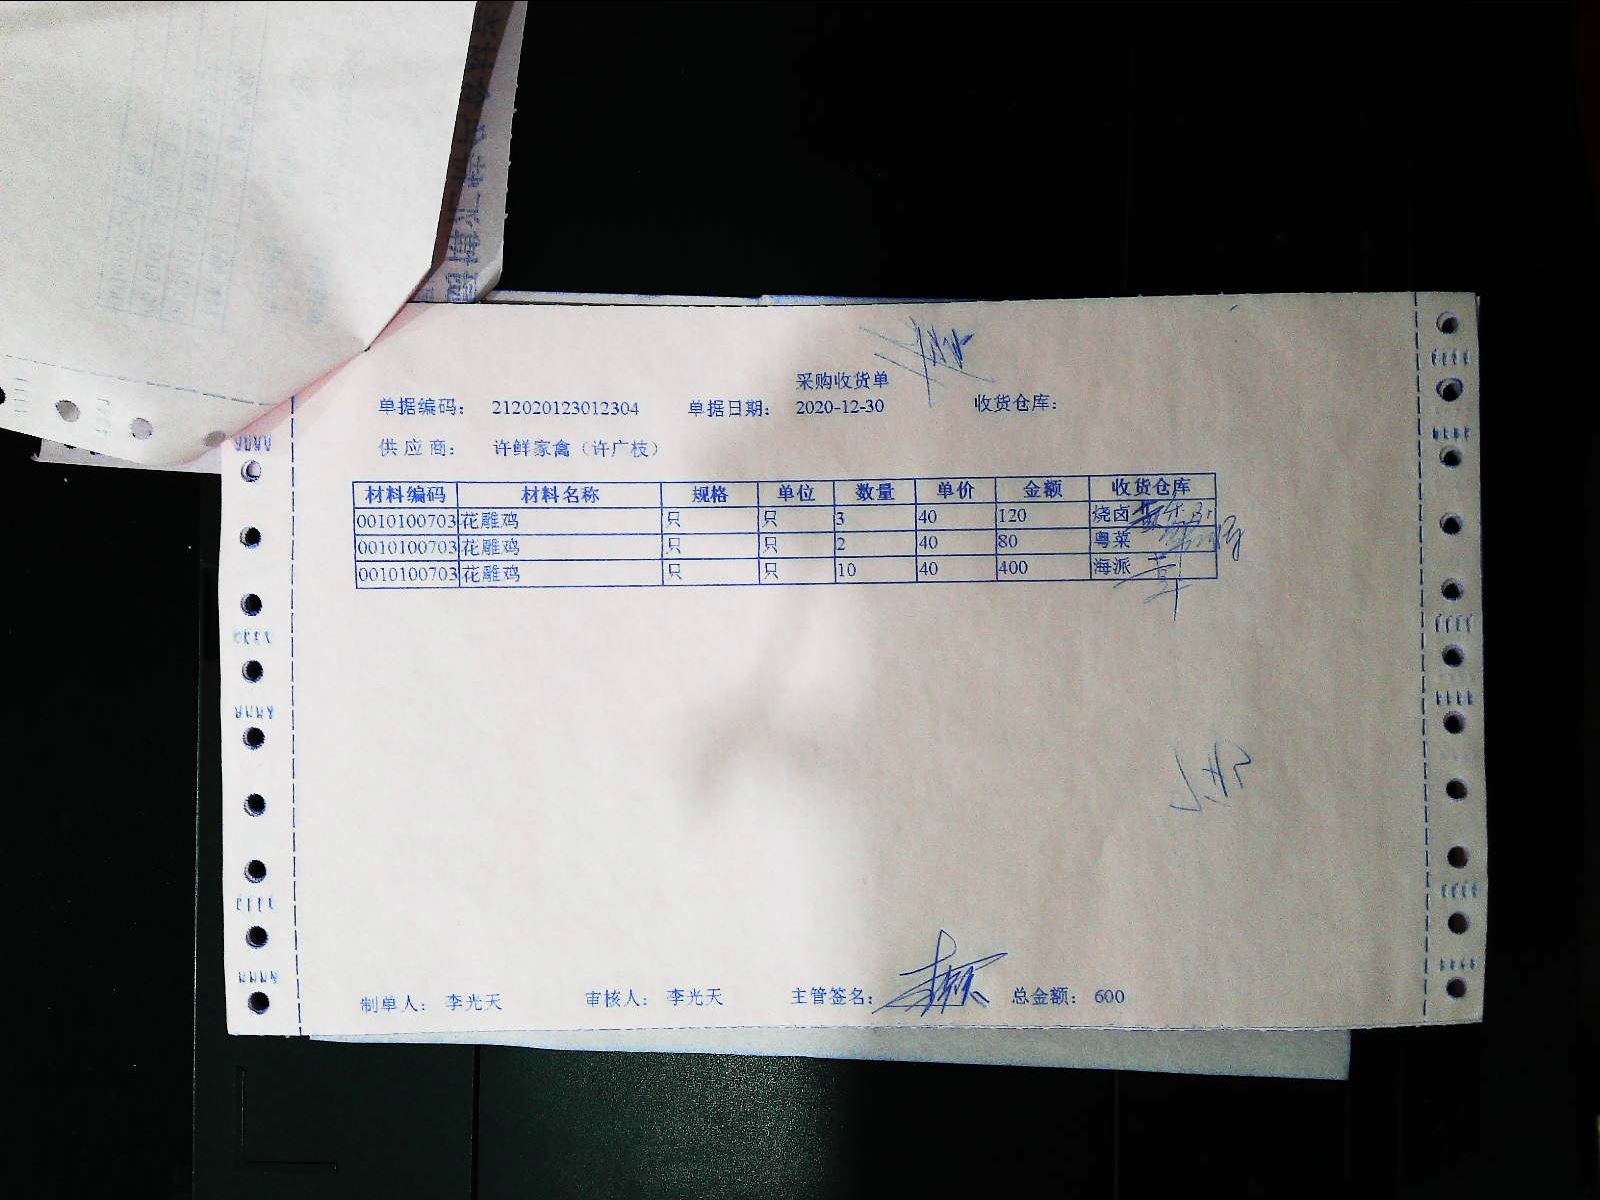 采购收货单
单据编码： 212020123012304 单据日期： 2020-12-30 收货仓库：
供 应 商： 许鲜家禽（许广枝）
材料编码 材料名称 规格 单位 数量 单价 金额 收货仓库
0010100703 花雕鸡 只 只 3 40 120 烧卤
0010100703 花雕鸡 只 只 2 40 80 粤菜
0010100703 花雕鸡 只 只 10 40 400 海派
制单人： 李光天 审核人： 李光天 主管签名： 总金额： 600